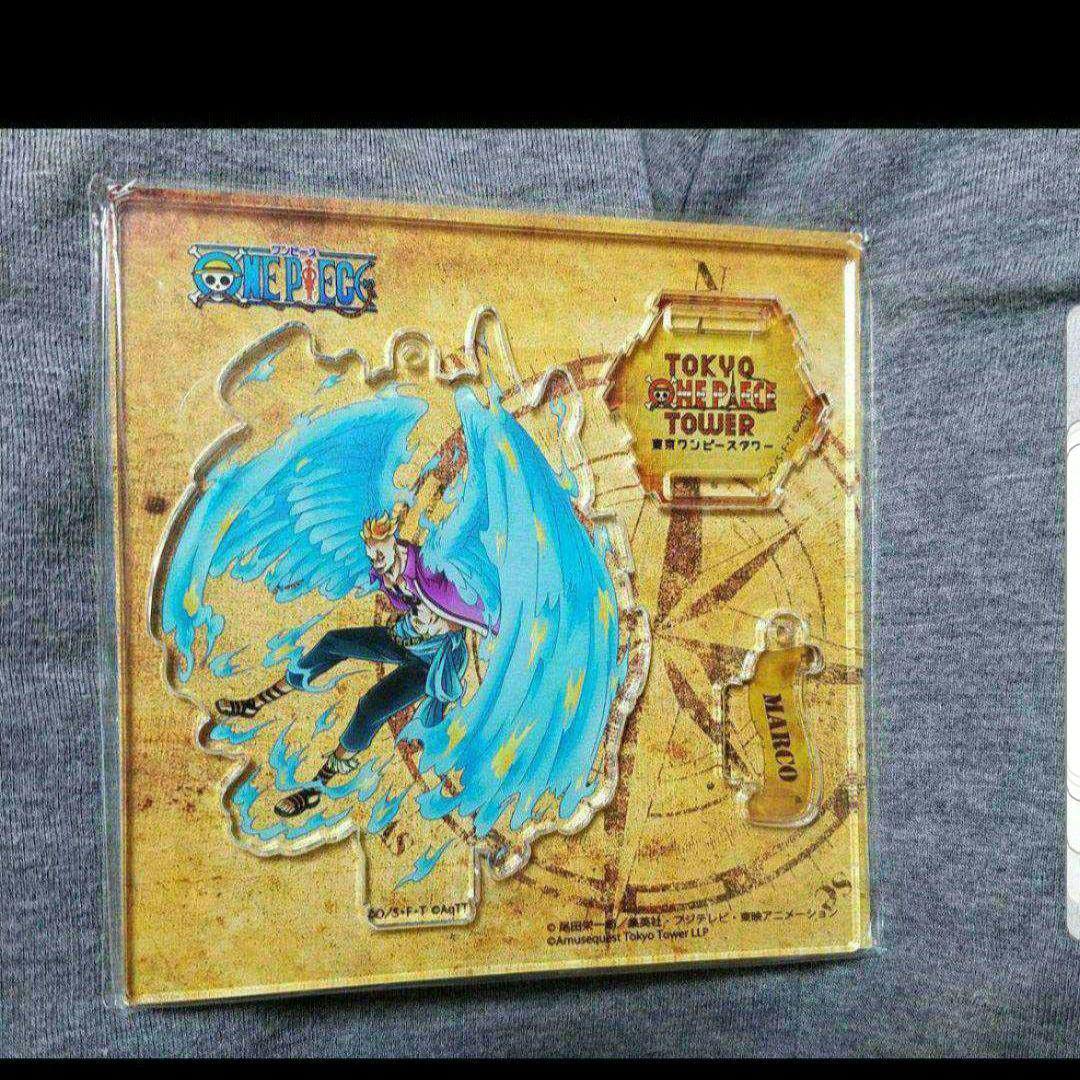 ワンピース
ONE PIECE
N
TOKYO
ONE PIECE
TOWER
東京ワンピースタワー
MARCO
©AqTT
© 尾田栄一郎／集英社・フジテレビ・東映アニメーション
©Amusequest Tokyo Tower LLP